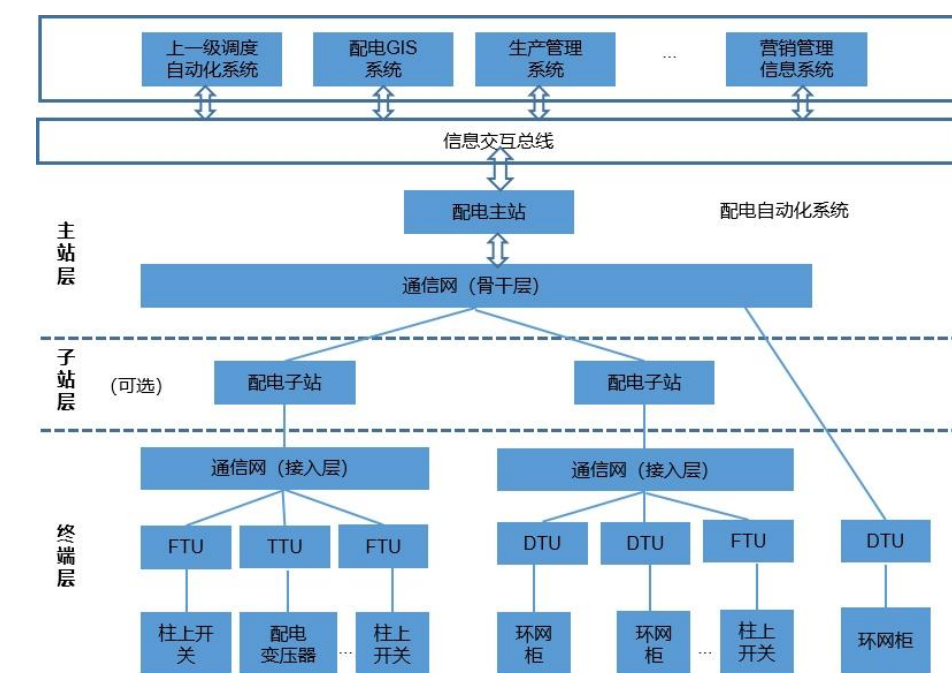 上一级调度
自动化系统
配电GIS
系统
生产管理
系统
...
营销管理
信息系统
信息交互总线
配电主站
配电自动化系统
主
站
层
通信网（骨干层）
子
站
层
(可选)
配电子站
配电子站
通信网（接入层）
通信网（接入层）
终
端
层
FTU
TTU
FTU
DTU
DTU
FTU
DTU
柱上开
关
配电
变压器
...
柱上
开关
环网
柜
环网
柜
...
柱上
开关
环网柜